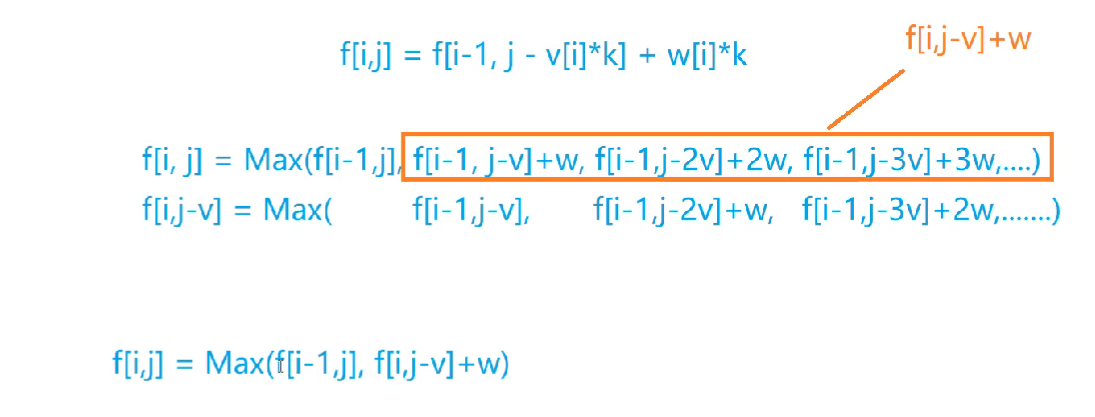 f[i,j-v]+w
f[i,j] = f[i-1, j - v[i]*k] + w[i]*k
f[i, j] = Max(f[i-1,j], f[i-1, j-v]+w, f[i-1,j-2v]+2w, f[i-1,j-3v]+3w,....)
f[i,j-v] = Max( f[i-1,j-v], f[i-1,j-2v]+w, f[i-1,j-3v]+2w,.......)
f[i,j] = Max(f[i-1,j], f[i,j-v]+w)